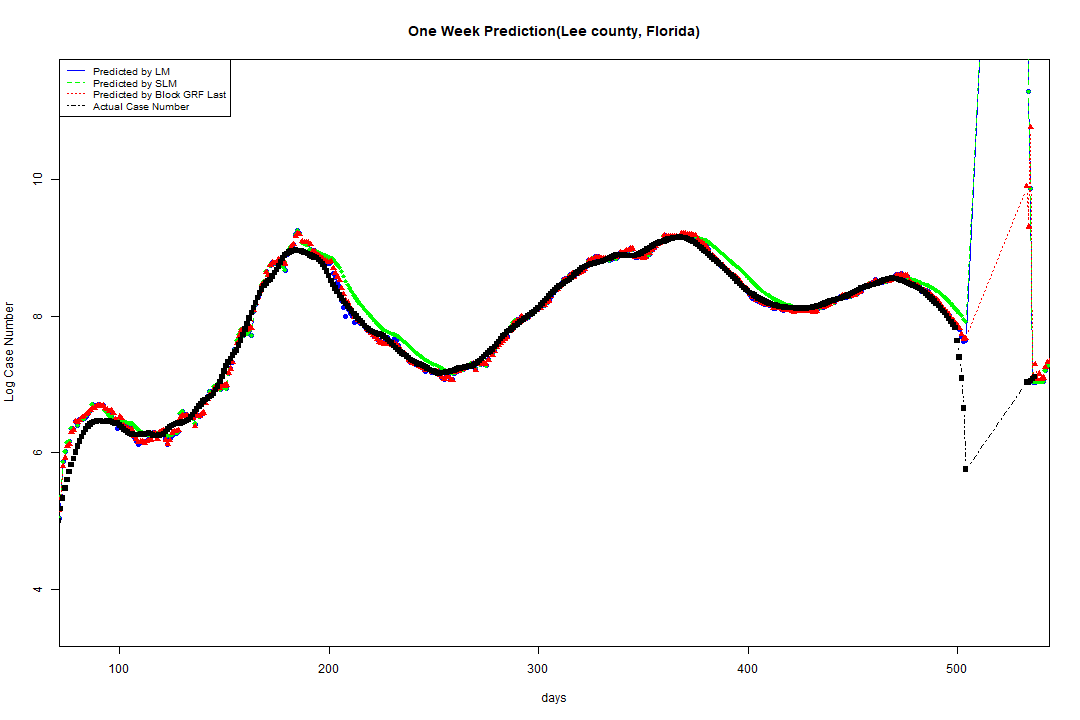 One Week Prediction(Lee county, Florida)
Predicted by LM
Predicted by SLM
Predicted by Block GRF Last
Actual Case Number
10
8
6
4
Log Case Number
100 200 300 400 500
days